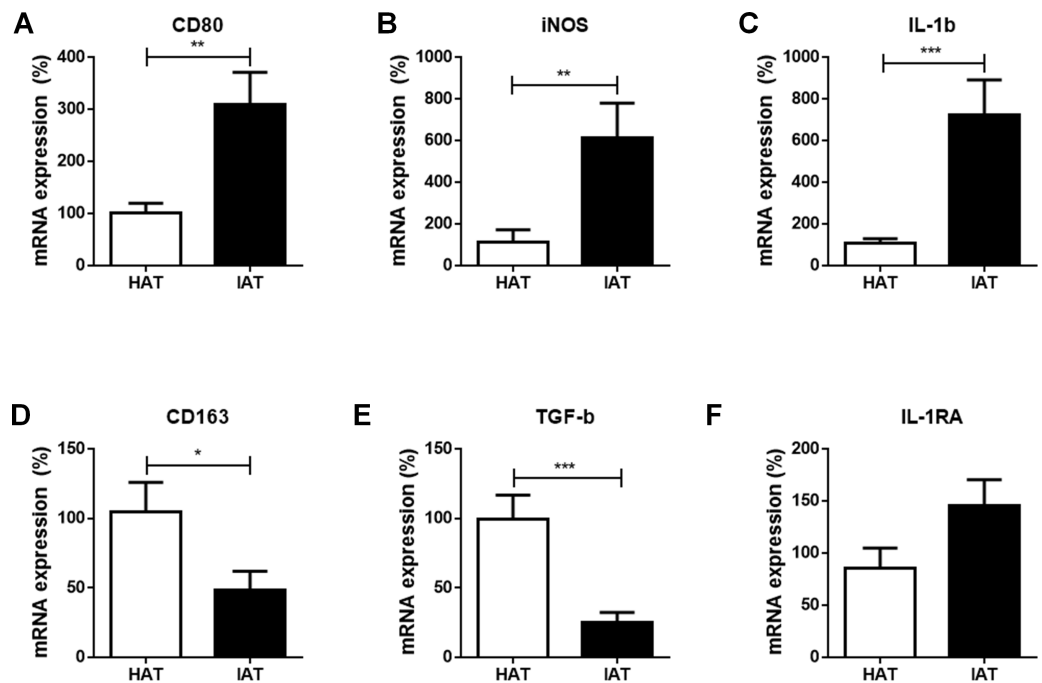 A
CD80
mRNA expression (%)
400
300
200
100
0
**
HAT
IAT
B
iNOS
mRNA expression (%)
1000
800
600
400
200
0
**
HAT
IAT
C
IL-1b
mRNA expression (%)
1000
800
600
400
200
0
***
HAT
IAT
D
CD163
mRNA expression (%)
150
100
50
0
*
HAT
IAT
E
TGF-b
mRNA expression (%)
150
100
50
0
***
HAT
IAT
F
IL-1RA
mRNA expression (%)
200
150
100
50
0
HAT
IAT